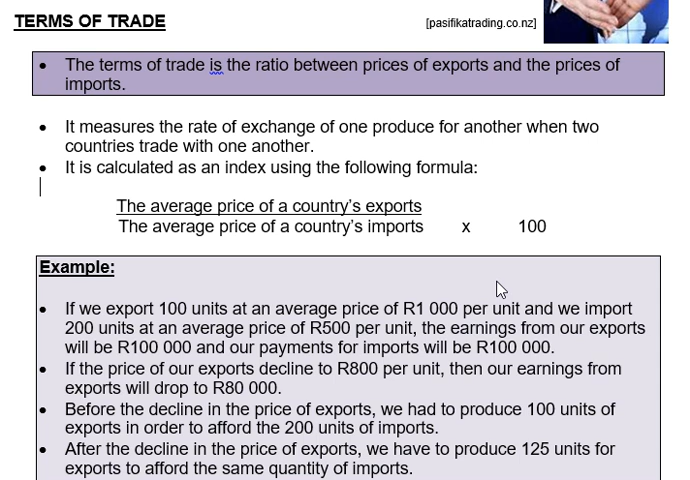 TERMS OF TRADE
[pasifikatrading.co.nz]
• The terms of trade is the ratio between prices of exports and the prices of
imports.
• It measures the rate of exchange of one produce for another when two
countries trade with one another.
• It is calculated as an index using the following formula:
The average price of a country's exports
The average price of a country's imports x 100
Example:
• If we export 100 units at an average price of R1 000 per unit and we import
200 units at an average price of R500 per unit, the earnings from our exports
will be R100 000 and our payments for imports will be R100 000.
• If the price of our exports decline to R800 per unit, then our earnings from
exports will drop to R80 000.
• Before the decline in the price of exports, we had to produce 100 units of
exports in order to afford the 200 units of imports.
• After the decline in the price of exports, we have to produce 125 units for
exports to afford the same quantity of imports.